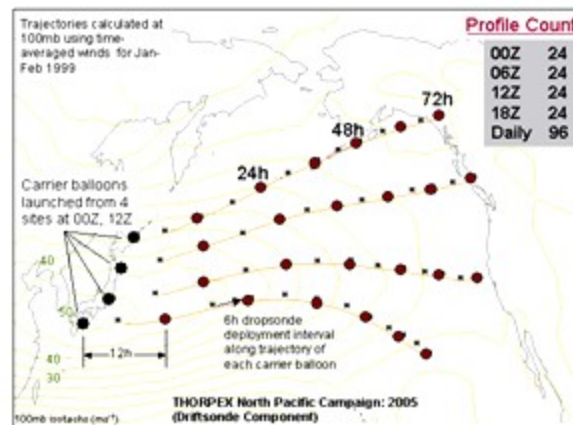 Trajectories calculated at
100mb using time-
averaged winds for Jan-
Feb 1999
Profile Count
00Z 24
06Z 24
12Z 24
18Z 24
Daily 96
72h
48h
24h
Carrier balloons
launched from 4
sites at 00Z, 12Z
40
50
40
30
12h
6h dropsonde
deployment interval
along trajectory of
each carrier balloon
THORPEX North Pacific Campaign: 2005
(Driftsonde Component)
100mb isotachs (ms⁻¹)